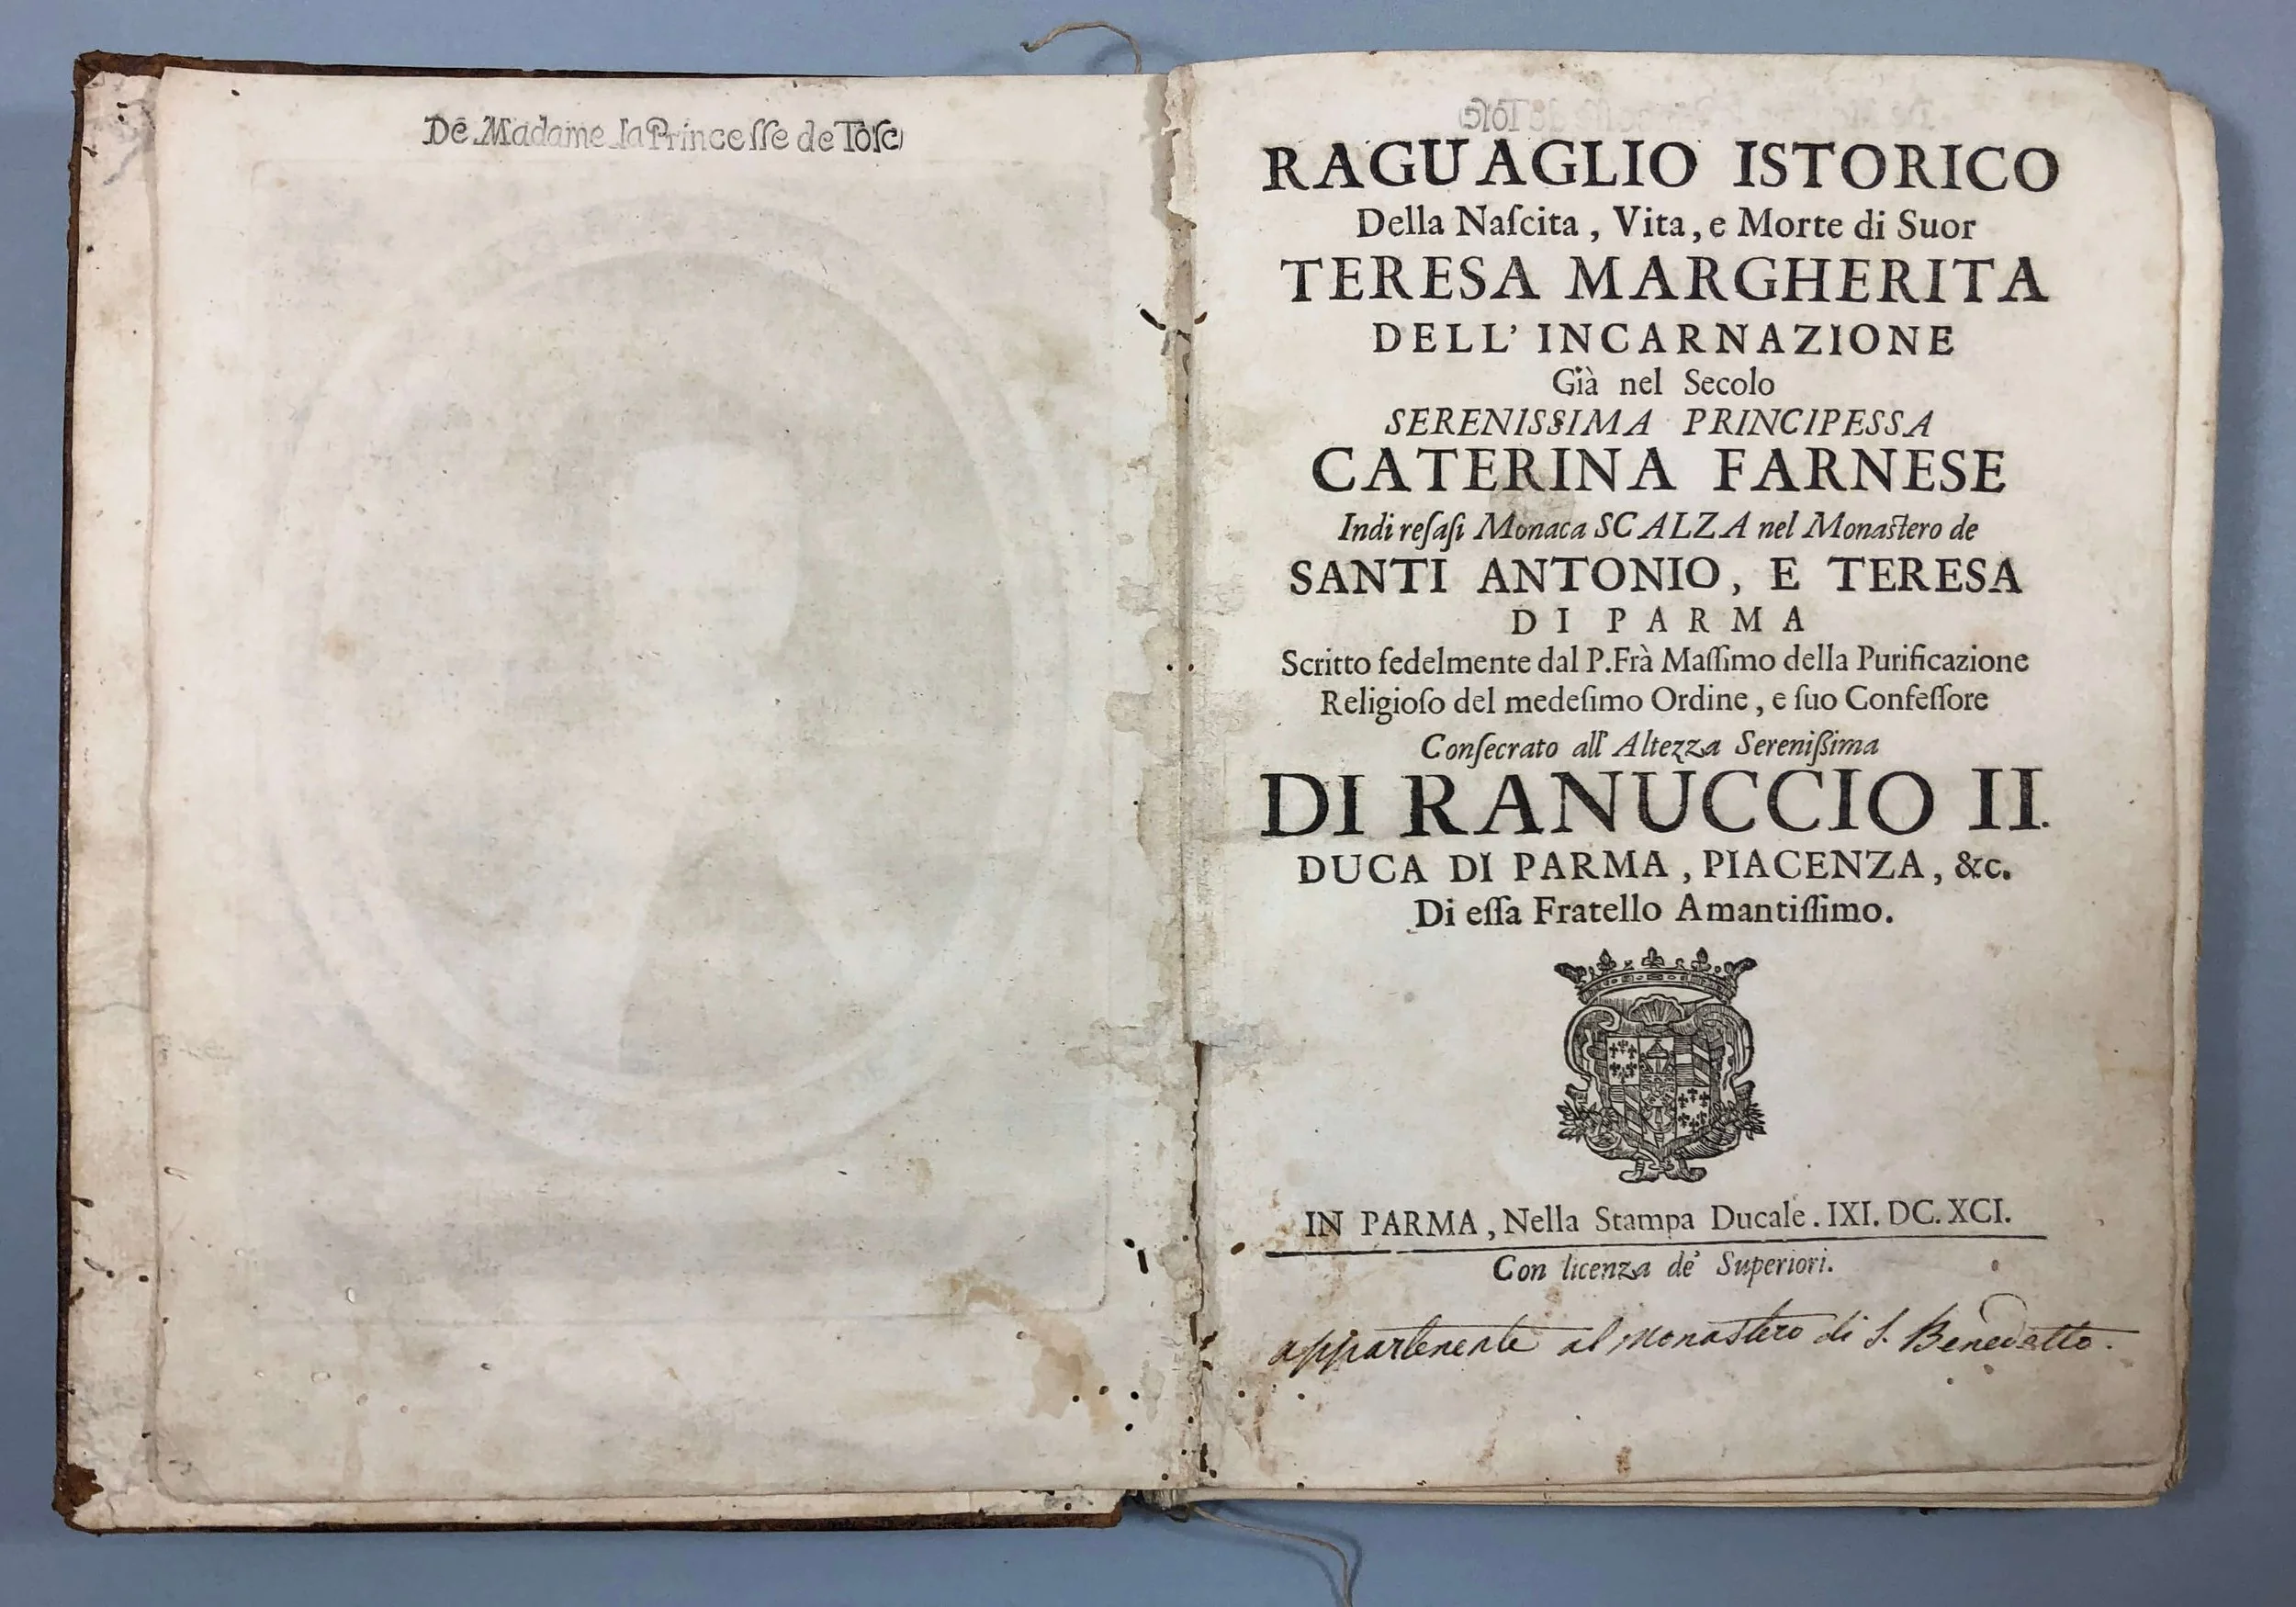 De Madame la Princesse de Tosc
RAGUAGLIO ISTORICO
Della Naſcita, Vita, e Morte di Suor
TERESA MARGHERITA
DELL' INCARNAZIONE
Già nel Secolo
SERENISSIMA PRINCIPESSA
CATERINA FARNESE
Indi reſaſi Monaca SCALZA nel Monaſtero de
SANTI ANTONIO, E TERESA
DI PARMA
Scritto fedelmente dal P. Frà Maſſimo della Purificazione
Religioſo del medeſimo Ordine, e ſuo Confeſſore
Conſecrato all' Altezza Sereniſſima
DI RANUCCIO II.
DUCA DI PARMA, PIACENZA, &c.
Di eſſa Fratello Amantiſſimo.
IN PARMA, Nella Stampa Ducale. IXI. DC. XCI.
Con licenza de' Superiori.
appartenente al Monastero di S. Benedetto.